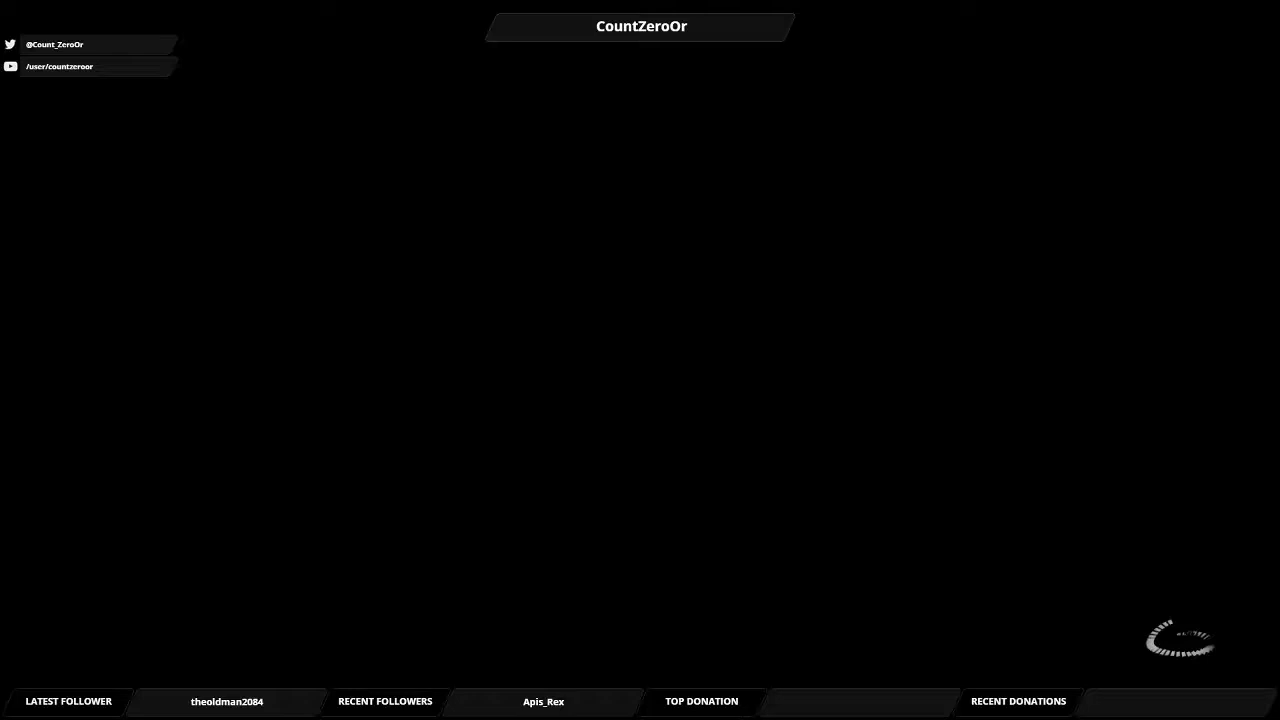 CountZeroOr
@Count_ZeroOr
/user/countzeroor
LATEST FOLLOWER
theoldman2084
RECENT FOLLOWERS
Apis_Rex
TOP DONATION
RECENT DONATIONS